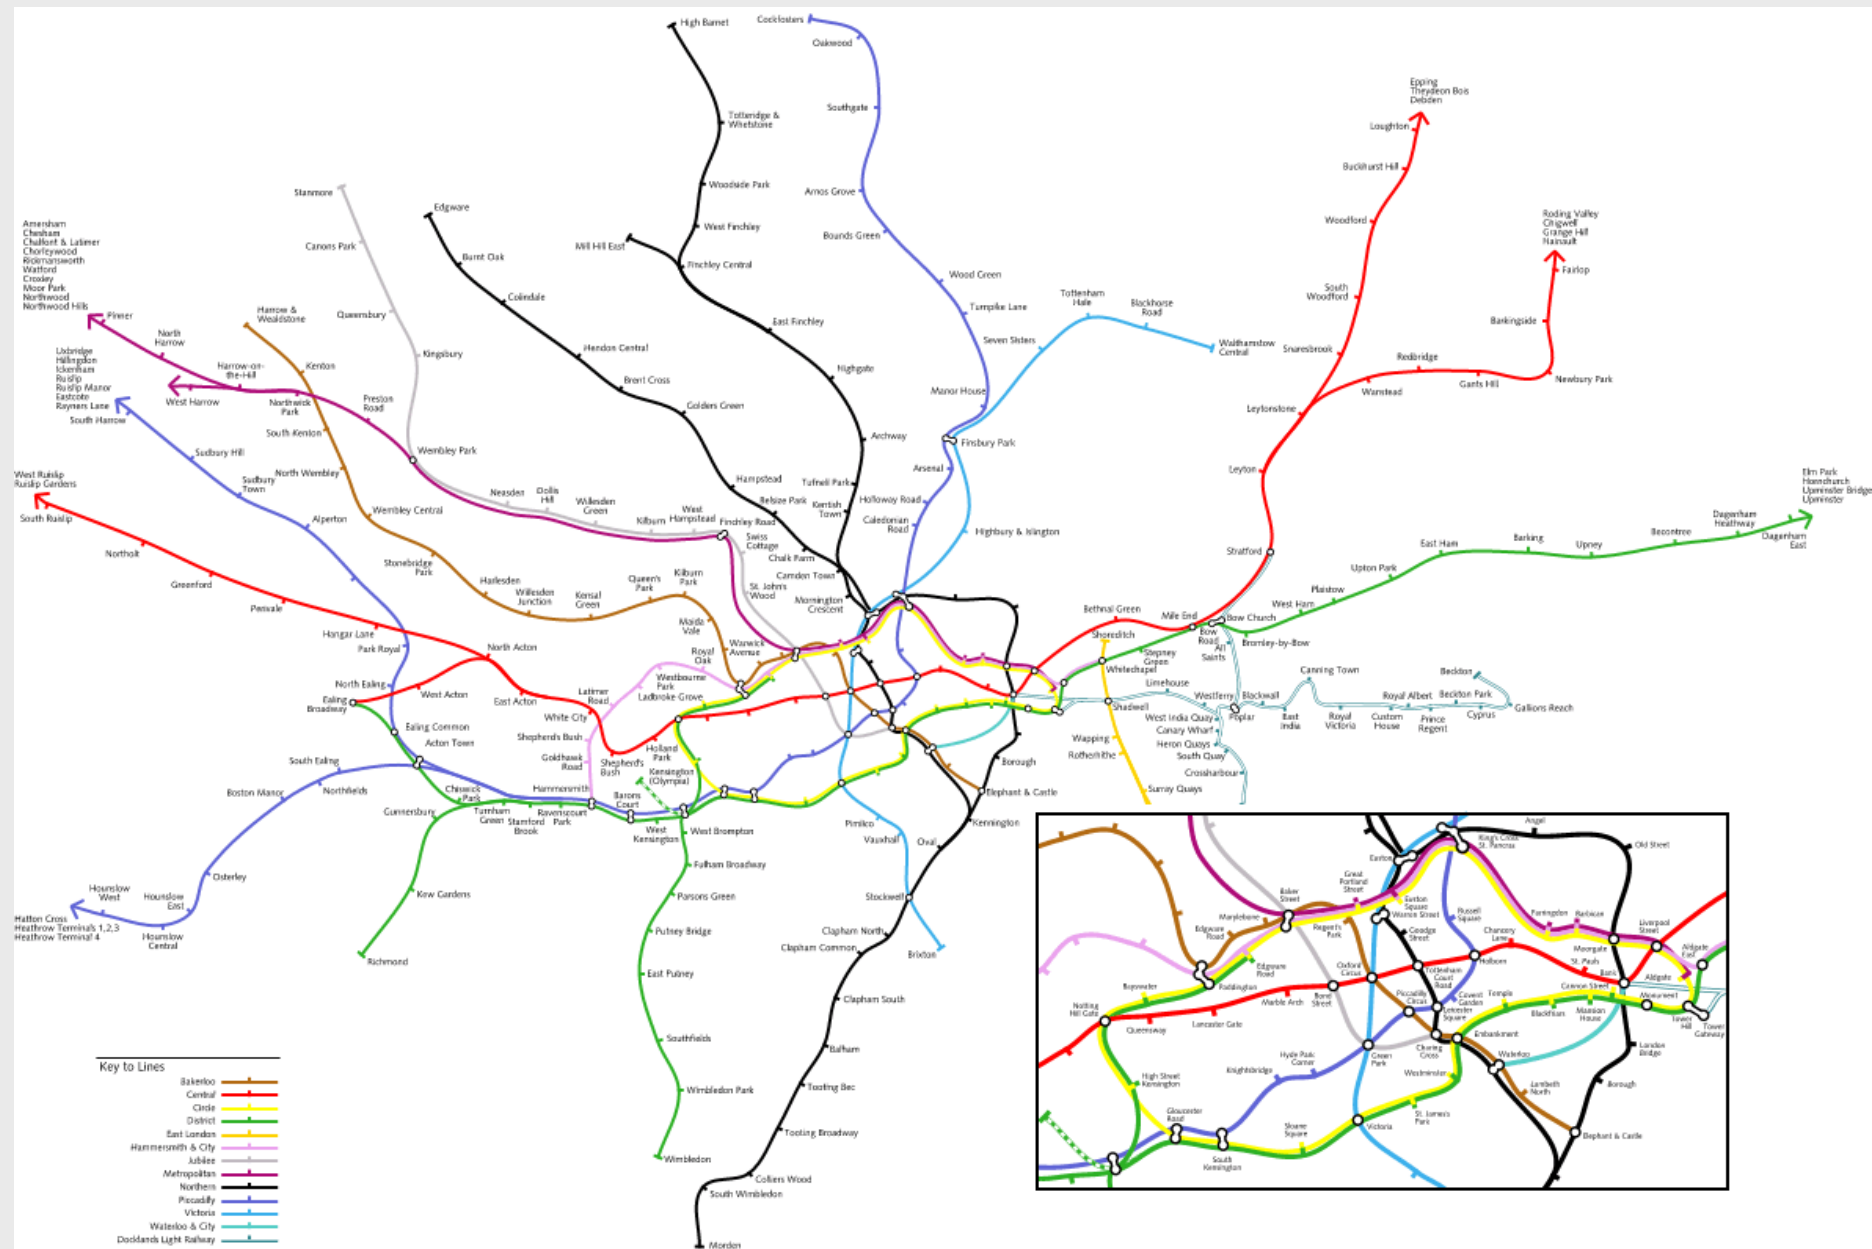 High Barnet
Cockfosters
Oakwood
Totteridge &
Whetstone
Southgate
Woodside Park
Arnos Grove
West Finchley
Bounds Green
Mill Hill East
Finchley Central
Wood Green
Turnpike Lane
East Finchley
Seven Sisters
Tottenham
Hale
Blackhorse
Road
Walthamstow
Central
Highgate
Manor House
Archway
Finsbury Park
Arsenal
Tufnell Park
Holloway Road
Kentish
Town
Caledonian
Road
Highbury & Islington
Epping
Theydeon Bois
Debden
Loughton
Buckhurst Hill
Woodford
South
Woodford
Snaresbrook
Roding Valley
Chigwell
Grange Hill
Hainault
Fairlop
Barkingside
Newbury Park
Redbridge
Gants Hill
Wanstead
Leytonstone
Leyton
Stratford
Stanmore
Canons Park
Queensbury
Kingsbury
Edgware
Burnt Oak
Colindale
Hendon Central
Brent Cross
Golders Green
Hampstead
Belsize Park
Chalk Farm
Camden Town
Mornington
Crescent
Amersham
Chesham
Chalfont & Latimer
Chorleywood
Rickmansworth
Watford
Croxley
Moor Park
Northwood
Northwood Hills
Pinner
North
Harrow
Harrow-on-
the-Hill
Uxbridge
Hillingdon
Ickenham
Ruislip
Ruislip Manor
Eastcote
Rayners Lane
South Harrow
West Harrow
Harrow &
Wealdstone
Kenton
Northwick
Park
Preston
Road
South Kenton
North Wembley
Wembley Park
Wembley Central
Stonebridge
Park
Harlesden
Willesden
Junction
Kensal
Green
Queen's
Park
Kilburn
Park
Maida
Vale
Warwick
Avenue
Neasden
Dollis
Hill
Willesden
Green
Kilburn
West
Hampstead
Finchley Road
Swiss
Cottage
St. John's
Wood
Sudbury Hill
Sudbury
Town
Alperton
Park Royal
North Ealing
West Ruislip
Ruislip Gardens
South Ruislip
Northolt
Greenford
Perivale
Hangar Lane
North Acton
West Acton
East Acton
Ealing
Broadway
Ealing Common
Acton Town
South Ealing
Northfields
Boston Manor
Osterley
Hounslow
East
Hounslow
Central
Hounslow
West
Hatton Cross
Heathrow Terminals 1,2,3
Heathrow Terminal 4
Chiswick
Park
Gunnersbury
Kew Gardens
Richmond
Turnham
Green
Stamford
Brook
Ravenscourt
Park
Hammersmith
Barons
Court
West
Kensington
Kensington
(Olympia)
Royal
Oak
Westbourne
Park
Ladbroke Grove
Latimer
Road
White City
Shepherd's Bush
Goldhawk
Road
Shepherd's
Bush
Holland
Park
West Brompton
Fulham Broadway
Parsons Green
Putney Bridge
East Putney
Southfields
Wimbledon Park
Wimbledon
Pimlico
Vauxhall
Stockwell
Brixton
Borough
Elephant & Castle
Kennington
Oval
Clapham North
Clapham Common
Clapham South
Balham
Tooting Bec
Tooting Broadway
Colliers Wood
South Wimbledon
Morden
Bethnal Green
Mile End
Shoreditch
Whitechapel
Stepney
Green
Bow
Road
Bow Church
All
Saints
Bromley-by-Bow
West Ham
Plaistow
Upton Park
East Ham
Barking
Upney
Becontree
Dagenham
Heathway
Dagenham
East
Elm Park
Hornchurch
Upminster Bridge
Upminster
Shadwell
Wapping
Rotherhithe
Surray Quays
Limehouse
Westferry
Poplar
Blackwall
West India Quay
Canary Wharf
Heron Quays
South Quay
Crossharbour
East
India
Canning Town
Royal
Victoria
Custom
House
Royal Albert
Prince
Regent
Beckton Park
Cyprus
Gallions Reach
Beckton
Angel
Old Street
King's Cross
St. Pancras
Euston
Great
Portland
Street
Euston
Square
Warren Street
Baker
Street
Marylebone
Edgware
Road
Regent's
Park
Goodge
Street
Russell
Square
Farringdon
Barbican
Liverpool
Street
Moorgate
Aldgate
East
Aldgate
Chancery
Lane
Holborn
St. Pauls
Bank
Edgware
Road
Paddington
Bayswater
Notting
Hill Gate
Queensway
Lancaster Gate
Marble Arch
Bond
Street
Oxford
Circus
Tottenham
Court
Road
Piccadilly
Circus
Covent
Garden
Leicester
Square
Temple
Blackfriars
Cannon Street
Mansion
House
Monument
Tower
Hill
Tower
Gateway
Embankment
Charing
Cross
Waterloo
London
Bridge
Borough
Lambeth
North
Elephant & Castle
Westminster
St. James's
Park
Green
Park
Hyde Park
Corner
Knightsbridge
High Street
Kensington
Gloucester
Road
South
Kensington
Sloane
Square
Victoria
Key to Lines
Bakerloo
Central
Circle
District
East London
Hammersmith & City
Jubilee
Metropolitan
Northern
Piccadilly
Victoria
Waterloo & City
Docklands Light Railway